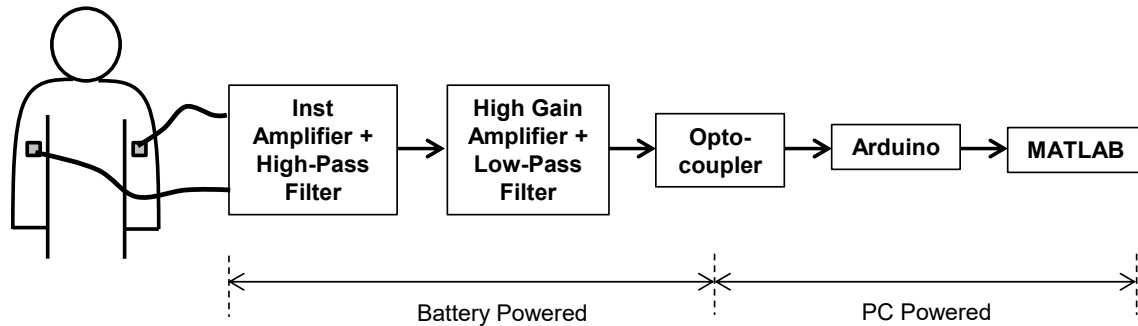 Inst
Amplifier +
High-Pass
Filter
High Gain
Amplifier +
Low-Pass
Filter
Opto-
coupler
Arduino
MATLAB
Battery Powered
PC Powered